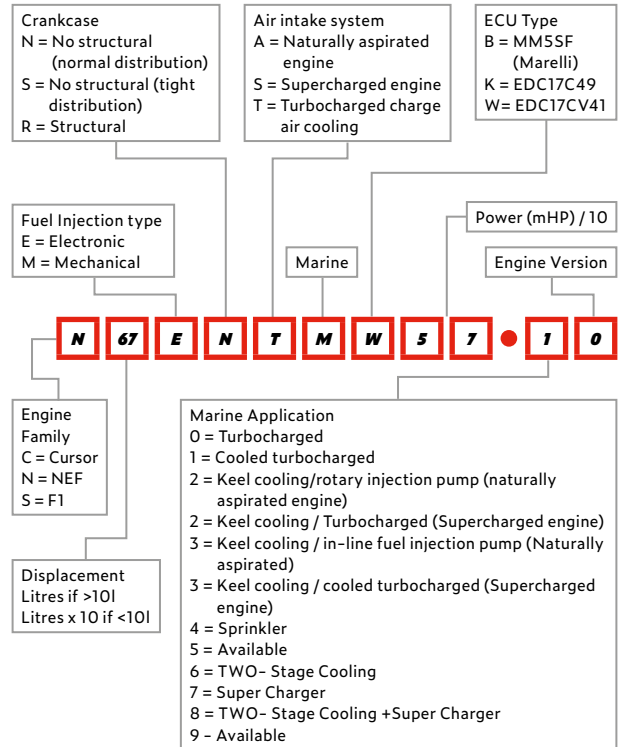 Crankcase
N = No structural
(normal distribution)
S = No structural (tight
distribution)
R = Structural
Air intake system
A = Naturally aspirated
engine
S = Supercharged engine
T = Turbocharged charge
air cooling
ECU Type
B = MM5SF
(Marelli)
K = EDC17C49
W= EDC17CV41
Fuel Injection type
E = Electronic
M = Mechanical
Marine
Power (mHP) / 10
Engine Version
N 67 E N T M W 5 7 • 1 0
Engine
Family
C = Cursor
N = NEF
S = F1
Displacement
Litres if >10l
Litres x 10 if <10l
Marine Application
0 = Turbocharged
1 = Cooled turbocharged
2 = Keel cooling/rotary injection pump (naturally
aspirated engine)
2 = Keel cooling / Turbocharged (Supercharged engine)
3 = Keel cooling / in-line fuel injection pump (Naturally
aspirated)
3 = Keel cooling / cooled turbocharged (Supercharged
engine)
4 = Sprinkler
5 = Available
6 = TWO- Stage Cooling
7 = Super Charger
8 = TWO- Stage Cooling +Super Charger
9 - Available